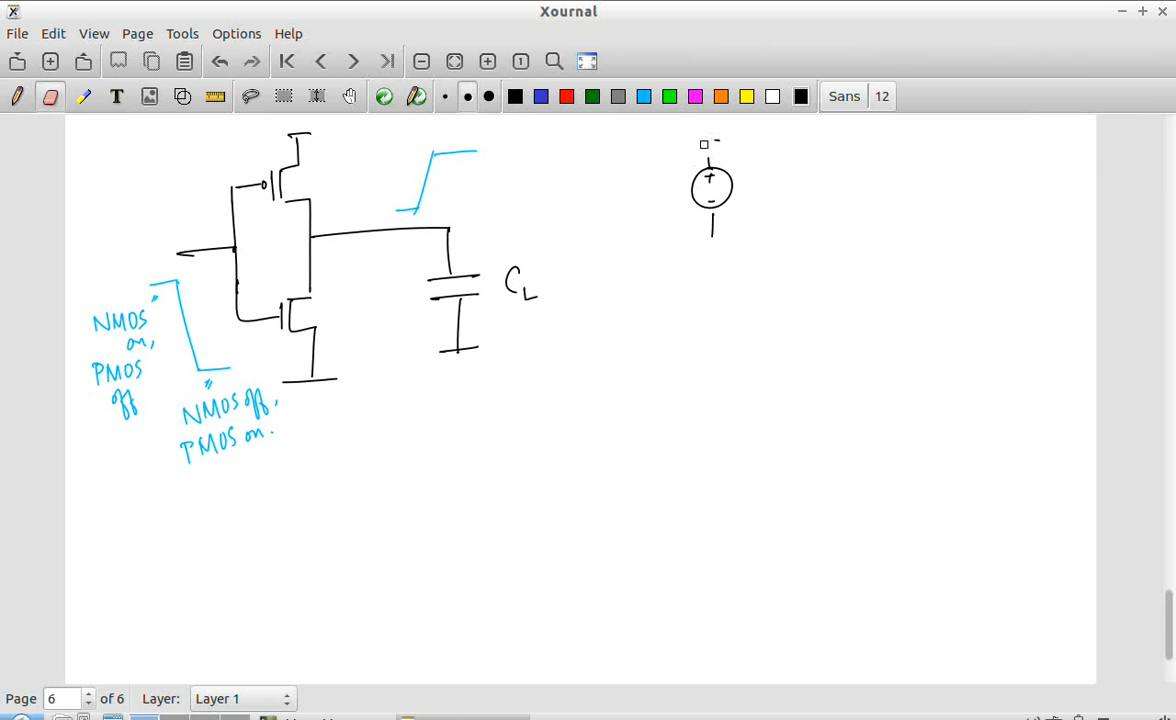 Xournal
File Edit View Page Tools Options Help
Sans 12
+
-
C_L
NMOS
on,
PMOS
off
NMOS off,
PMOS on.
Page 6 of 6 Layer: Layer 1